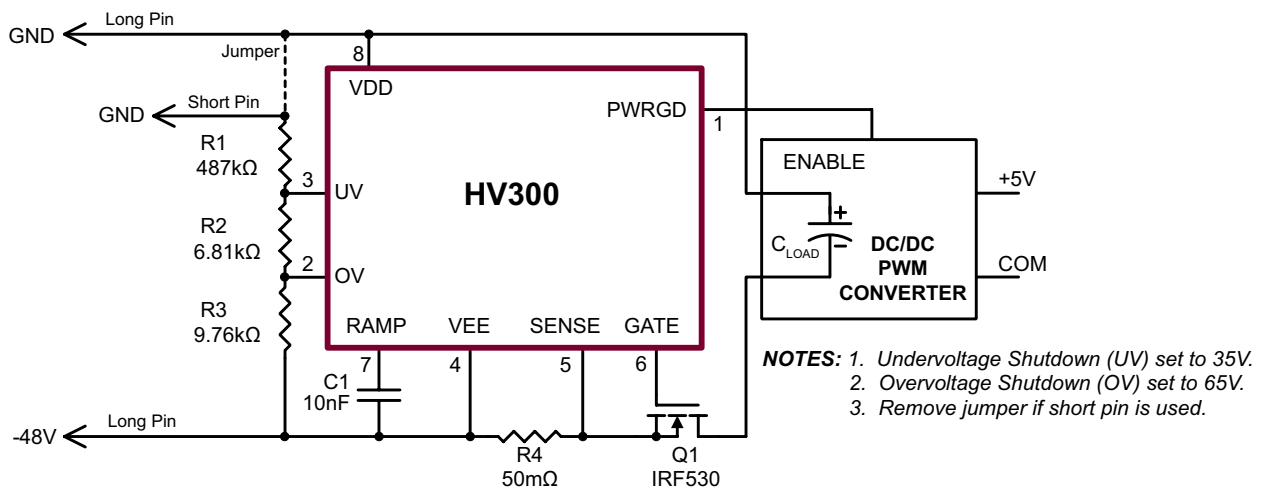 GND
Long Pin
Jumper
8
VDD
GND
Short Pin
PWRGD
1
R1
487kΩ
ENABLE
3
UV
HV300
+5V
R2
6.81kΩ
+
CLOAD
–
DC/DC
PWM
CONVERTER
2
OV
COM
R3
9.76kΩ
RAMP
VEE
SENSE
GATE
7
4
5
6
C1
10nF
NOTES: 1. Undervoltage Shutdown (UV) set to 35V.
2. Overvoltage Shutdown (OV) set to 65V.
3. Remove jumper if short pin is used.
-48V
Long Pin
R4
50mΩ
Q1
IRF530